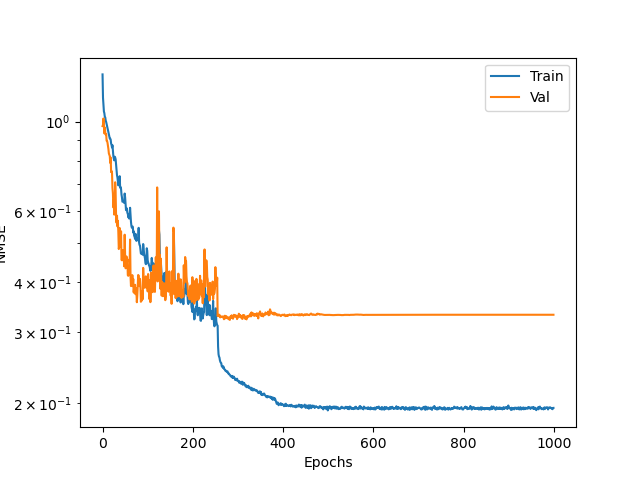 Train
Val
10⁰
6 × 10⁻¹
4 × 10⁻¹
3 × 10⁻¹
2 × 10⁻¹
NMSE
0
200
400
600
800
1000
Epochs